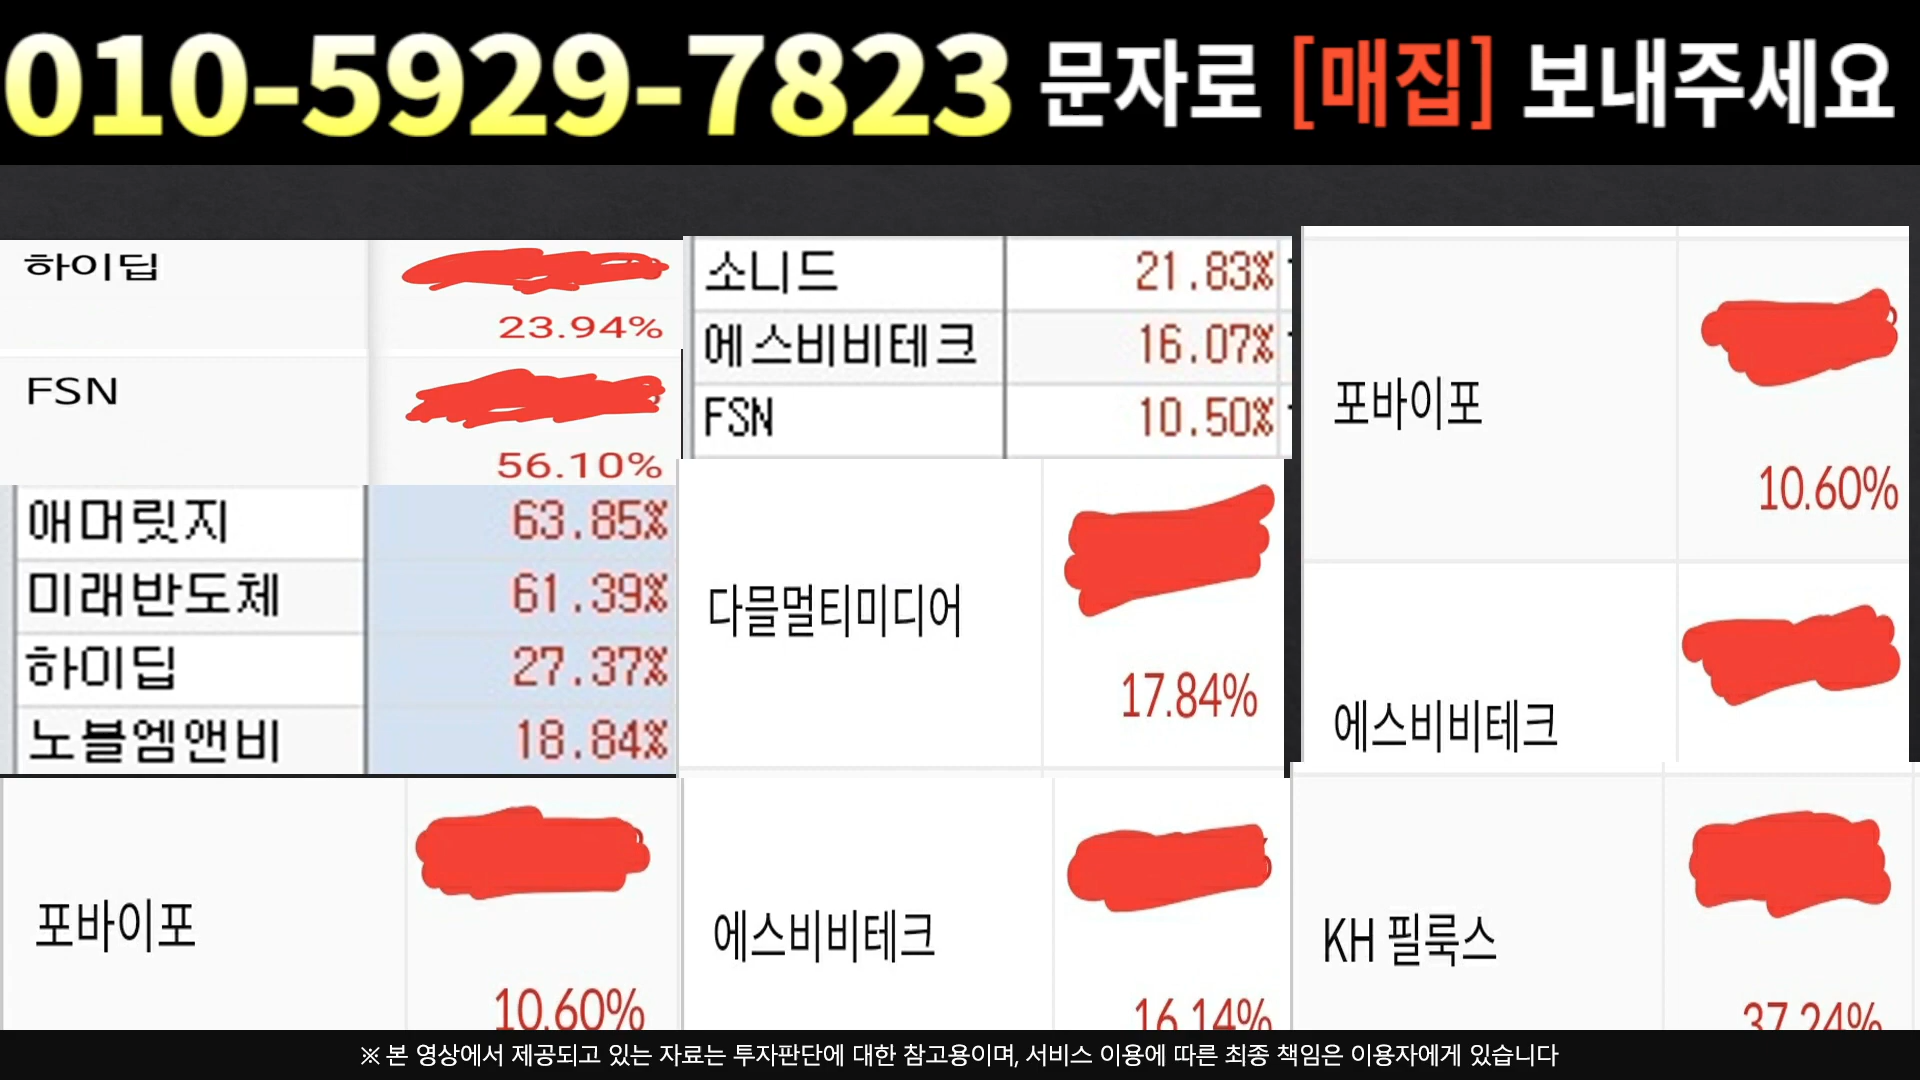 010-5929-7823 문자로 [매집] 보내주세요
하이딥
23.94%
FSN
56.10%
애머릿지 63.85%
미래반도체 61.39%
하이딥 27.37%
노블엠앤비 18.84%
소니드 21.83%
에스비비테크 16.07%
FSN 10.50%
다믈멀티미디어
17.84%
포바이포
10.60%
에스비비테크
포바이포
10.60%
에스비비테크
16.14%
KH 필룩스
37.24%
※ 본 영상에서 제공되고 있는 자료는 투자판단에 대한 참고용이며, 서비스 이용에 따른 최종 책임은 이용자에게 있습니다